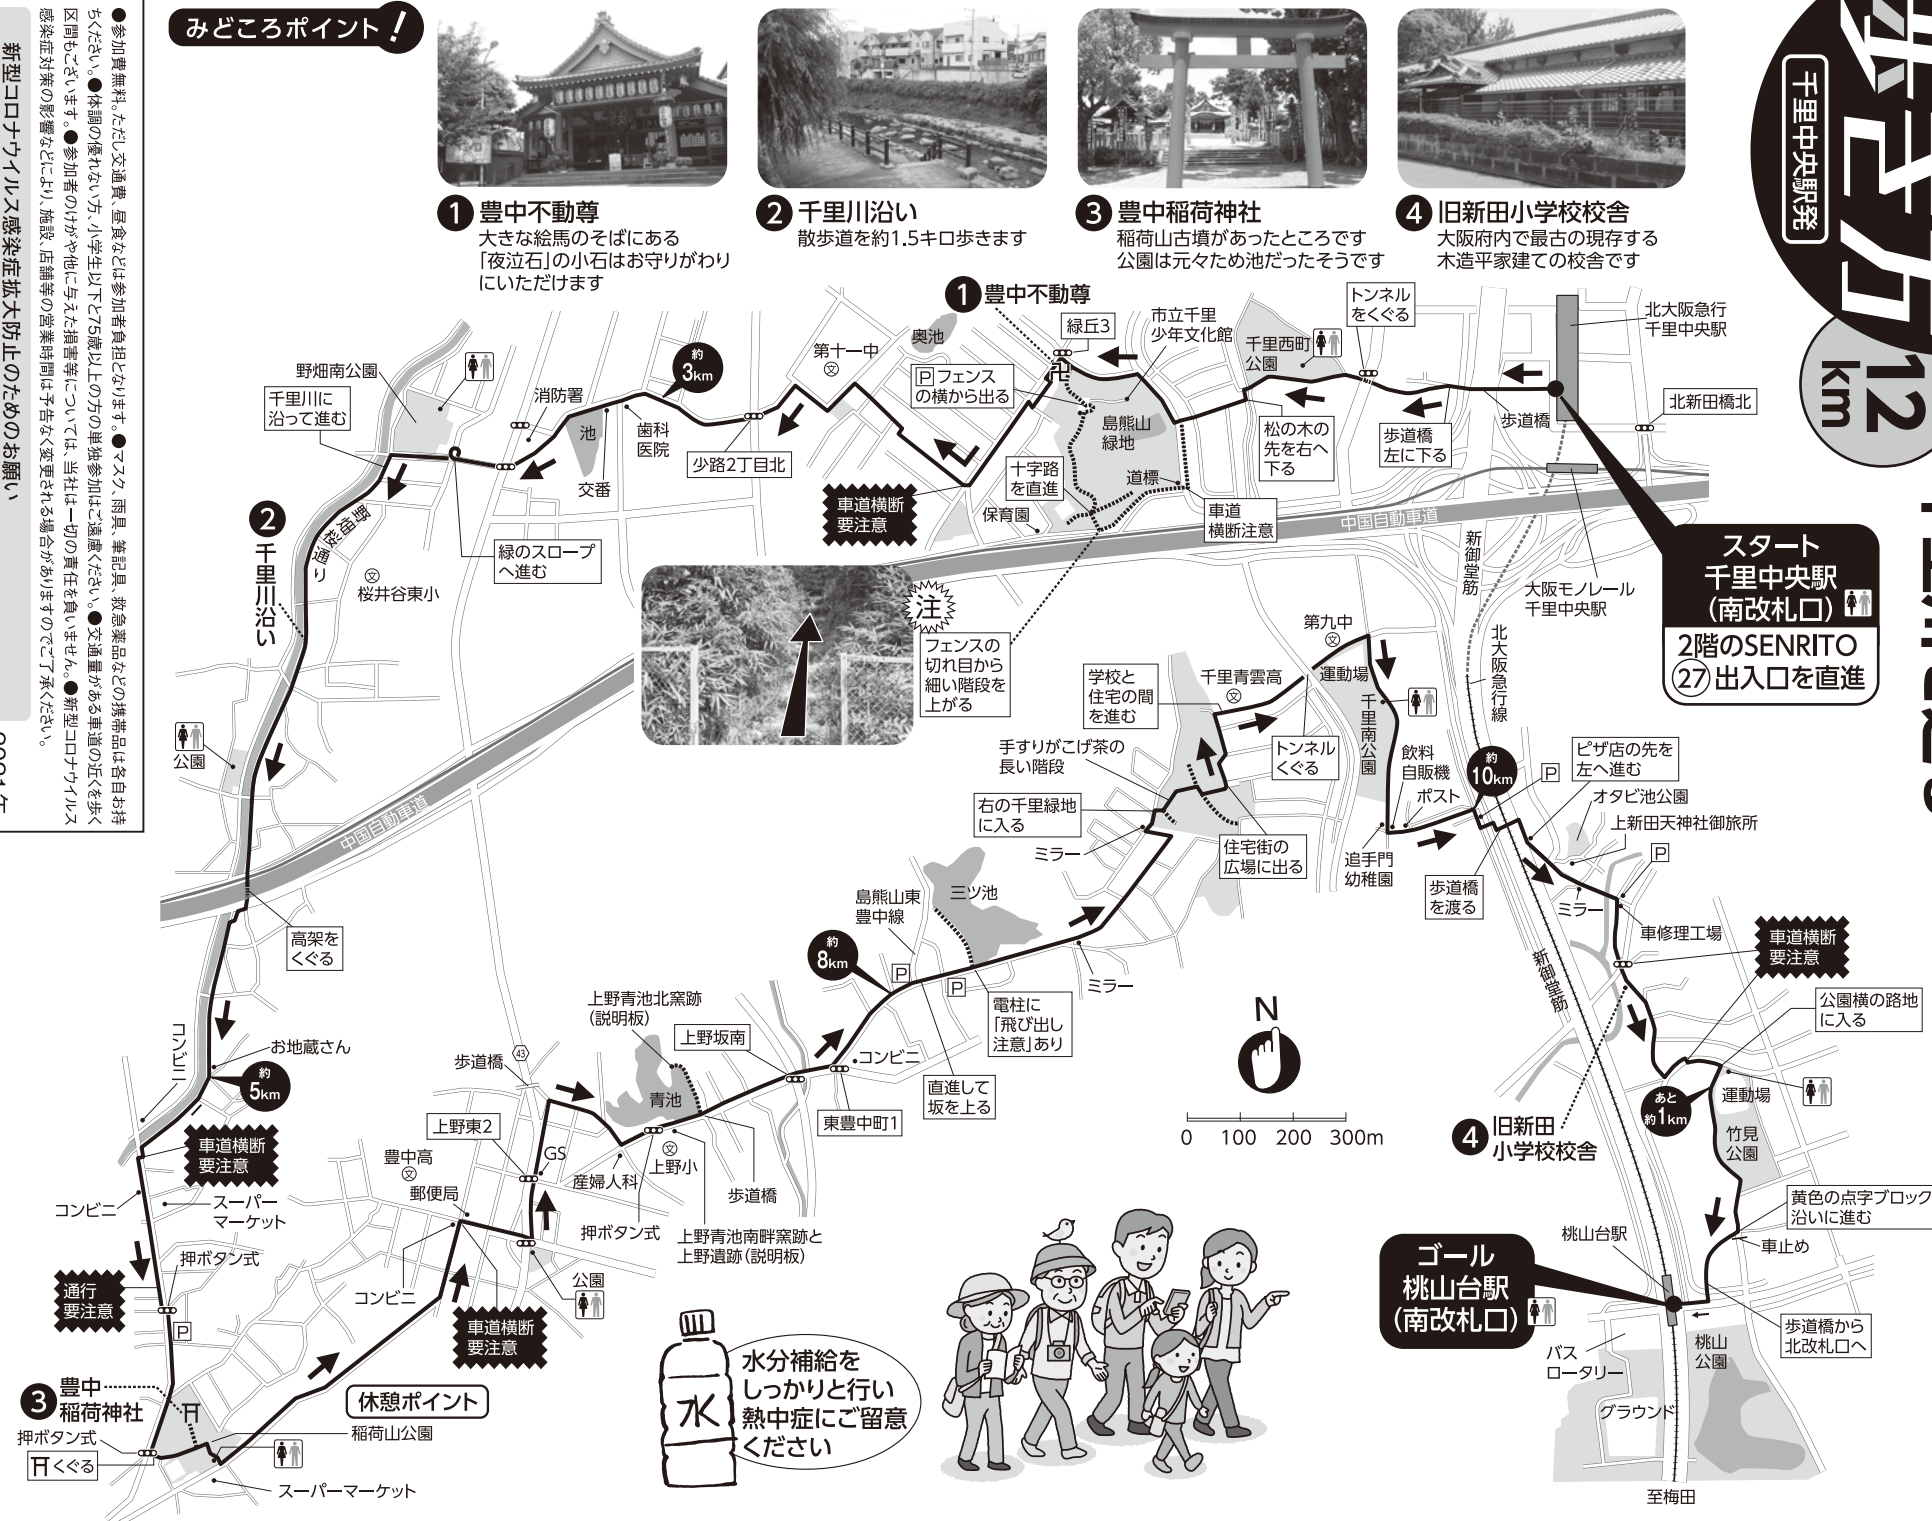 みどころポイント!
❶豊中不動尊
大きな絵馬のそばにある
「夜泣石」の小石はお守りがわり
にいただけます
❷千里川沿い
散歩道を約1.5キロ歩きます
❸豊中稲荷神社
稲荷山古墳があったところです
公園は元々ため池だったそうです
❹旧新田小学校校舎
大阪府内で最古の現存する
木造平家建ての校舎です
千里中央駅発
12
km
●参加費無料。ただし交通費、昼食などは参加者負担となります。●マスク、雨具、筆記具、救急薬品などの携帯品は各自お持
ちください。●体調の優れない方、小学生以下と75歳以上の方の単独参加はご遠慮ください。●交通量がある車道の近くを歩く
区間もございます。●参加者のけがや他に与えた損害等については、当社は一切の責任を負いません。●新型コロナウイルス
感染症対策の影響などにより、施設、店舗等の営業時間は予告なく変更される場合がありますのでご了承ください。
新型コロナウイルス感染症拡大防止のためのお願い
スタート
千里中央駅
(南改札口)
2階のSENRITO
㉗出入口を直進
北大阪急行
千里中央駅
北新田橋北
大阪モノレール
千里中央駅
歩道橋
歩道橋
左に下る
トンネル
をくぐる
千里西町
公園
松の木の
先を右へ
下る
市立千里
少年文化館
緑丘3
❶豊中不動尊
卍
P フェンス
の横から出る
島熊山
緑地
道標
十字路
を直進
車道
横断注意
保育園
中国自動車道
新御堂筋
北大阪急行線
注
フェンスの
切れ目から
細い階段を
上がる
車道横断
要注意
奥池
第十一中
文
少路2丁目北
約
3km
歯科
医院
池
交番
消防署
緑のスロープ
へ進む
野畑南公園
千里川に
沿って進む
❷千里川沿い
野畑桜通り
桜井谷東小
文
公園
中国自動車道
高架を
くぐる
コンビニ
お地蔵さん
約
5km
車道横断
要注意
コンビニ
スーパー
マーケット
押ボタン式
通行
要注意
P
❸豊中
稲荷神社
押ボタン式
くぐる
稲荷山公園
スーパーマーケット
休憩ポイント
コンビニ
車道横断
要注意
郵便局
豊中高
文
公園
上野東2
GS
歩道橋
43
産婦人科
押ボタン式
上野小
文
上野青池北窯跡
(説明板)
青池
上野青池南畔窯跡と
上野遺跡(説明板)
歩道橋
上野坂南
東豊中町1
コンビニ
約
8km
直進して
坂を上る
島熊山東
豊中線
P
P
三ツ池
電柱に
「飛び出し
注意」あり
ミラー
ミラー
右の千里緑地
に入る
手すりがこげ茶の
長い階段
住宅街の
広場に出る
学校と
住宅の間
を進む
千里青雲高
文
トンネル
くぐる
第九中
文
運動場
千里南公園
飲料
自販機
ポスト
追手門
幼稚園
約
10km
歩道橋
を渡る
P
ピザ店の先を
左へ進む
オタビ池公園
上新田天神社御旅所
P
ミラー
車修理工場
新御堂筋
車道横断
要注意
公園横の路地
に入る
❹旧新田
小学校校舎
あと
約1km
運動場
竹見
公園
黄色の点字ブロック
沿いに進む
車止め
桃山台駅
ゴール
桃山台駅
(南改札口)
歩道橋から
北改札口へ
桃山
公園
バス
ロータリー
グラウンド
至梅田
N
0 100 200 300m
水
水分補給を
しっかりと行い
熱中症にご留意
ください